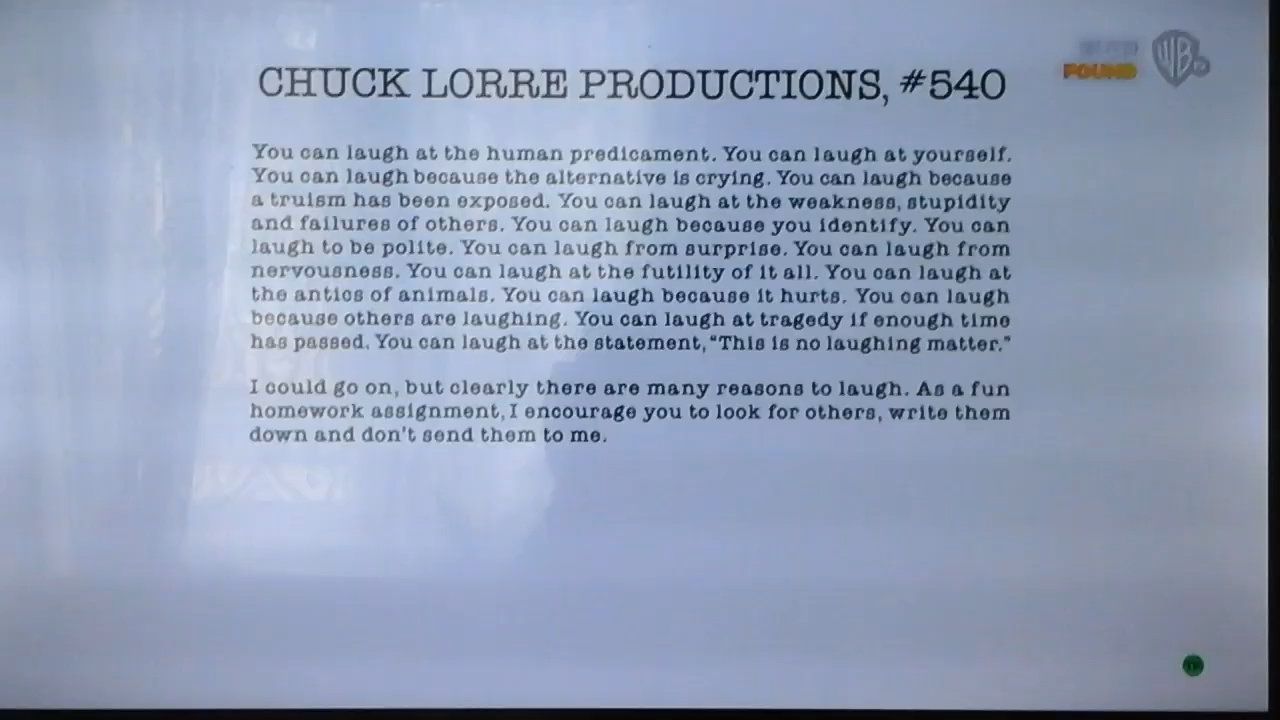 CHUCK LORRE PRODUCTIONS, #540
FOUND
WB
You can laugh at the human predicament. You can laugh at yourself.
You can laugh because the alternative is crying. You can laugh because
a truism has been exposed. You can laugh at the weakness, stupidity
and failures of others. You can laugh because you identify. You can
laugh to be polite. You can laugh from surprise. You can laugh from
nervousness. You can laugh at the futility of it all. You can laugh at
the antics of animals. You can laugh because it hurts. You can laugh
because others are laughing. You can laugh at tragedy if enough time
has passed. You can laugh at the statement, "This is no laughing matter."
I could go on, but clearly there are many reasons to laugh. As a fun
homework assignment, I encourage you to look for others, write them
down and don't send them to me.